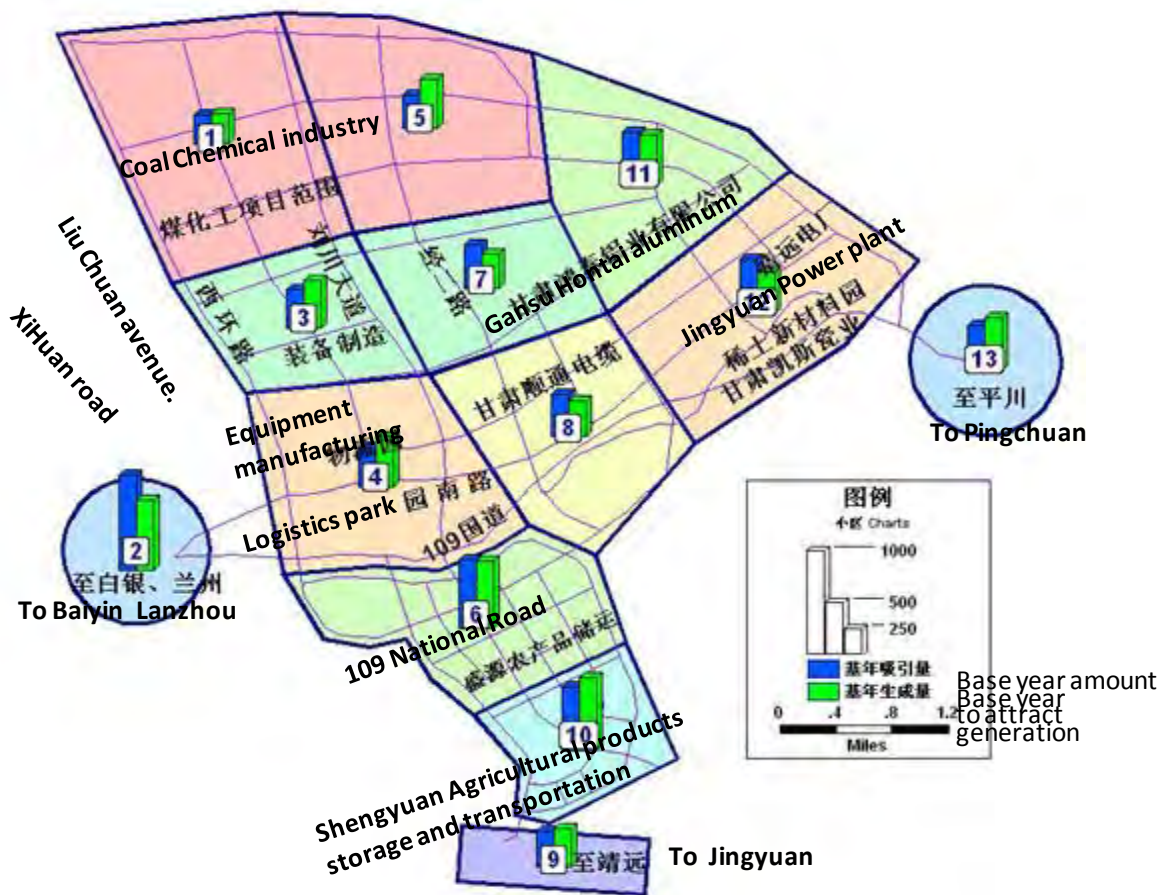 1
5
Coal Chemical industry
煤化工项目范围
11
Liu Chuan avenue.
XiHuan road
西环路
刘川大道
3
装备制造
经一路
7
Gansu Hontai aluminum
Jingyuan Power plant
稀土新材料园
甘肃凯斯瓷业
13
至平川
To Pingchuan
甘肃顺通电缆
8
Equipment
manufacturing
4
园南路
Logistics park
109国道
2
至白银、兰州
To Baiyin Lanzhou
6
109 National Road
盛源农产品储运
10
Shengyuan Agricultural products
storage and transportation
9
至靖远
To Jingyuan
图例
小区 Charts
1000
500
250
基年吸引量
基年生成量
Base year amount
to attract
Base year
generation
0 .4 .8 1.2
Miles